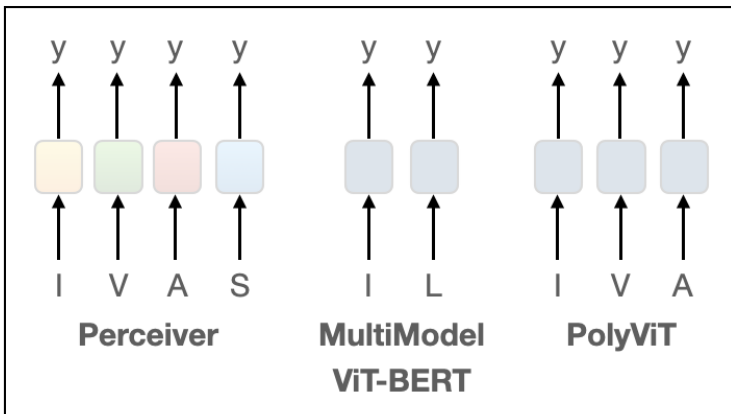 y y y y y y y y y
I V A S I L I V A
Perceiver MultiModel PolyViT
ViT-BERT